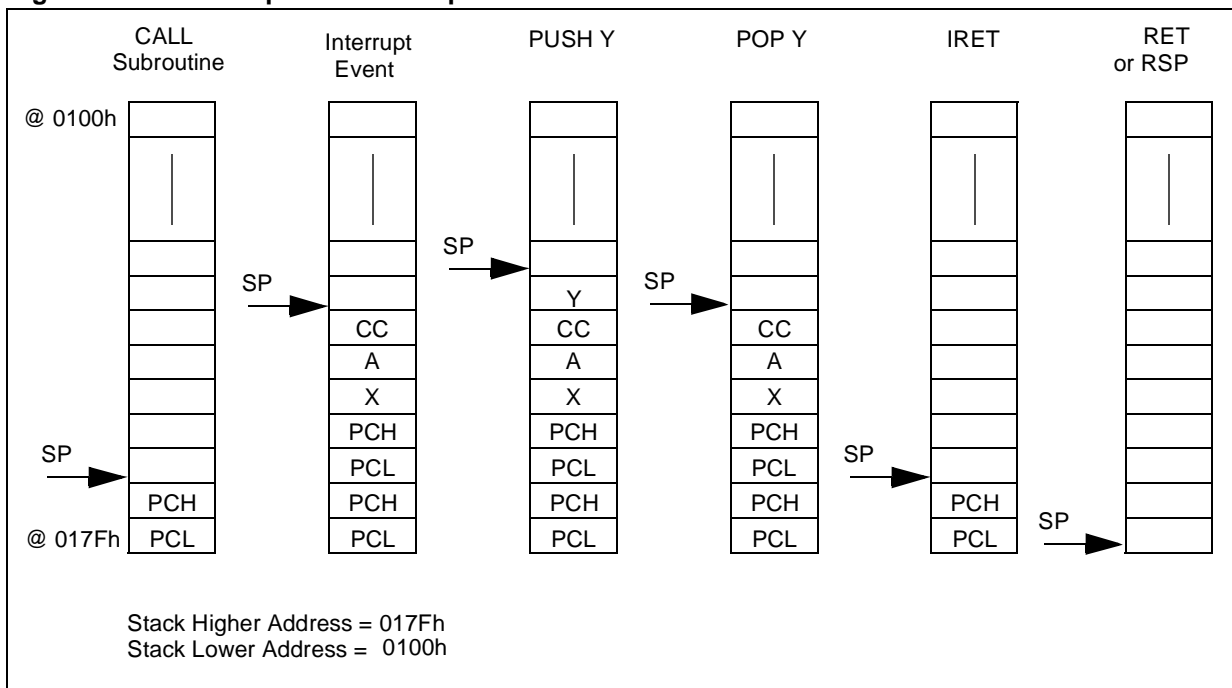 CALL Subroutine
Interrupt Event
PUSH Y
POP Y
IRET
RET or RSP
@ 0100h
SP
PCH
@ 017Fh
PCL
SP
CC
A
X
PCH
PCL
PCH
PCL
SP
Y
CC
A
X
PCH
PCL
PCH
PCL
SP
CC
A
X
PCH
PCL
PCH
PCL
SP
PCH
PCL
SP
Stack Higher Address = 017Fh
Stack Lower Address = 0100h